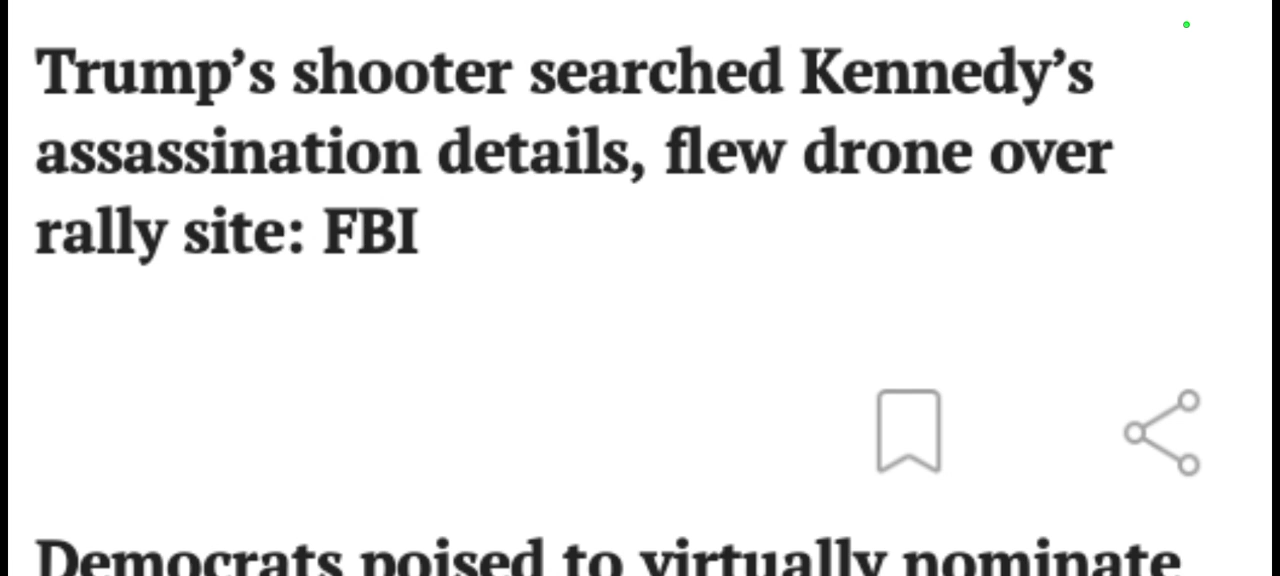 Trump’s shooter searched Kennedy’s
assassination details, flew drone over
rally site: FBI
Democrats poised to virtually nominate